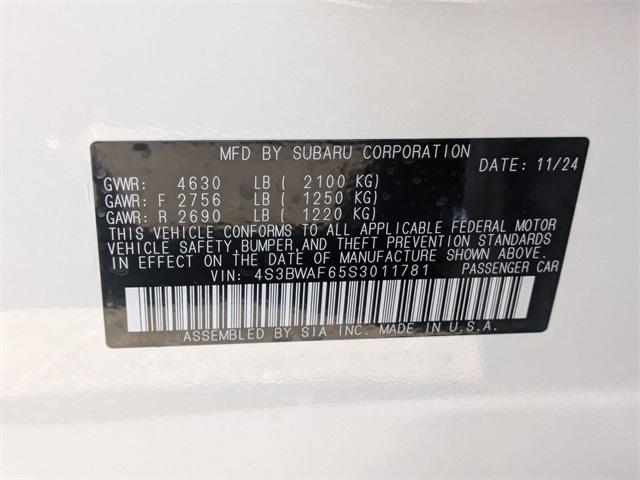 MFD BY SUBARU CORPORATION
DATE: 11/24
GVWR: 4630 LB ( 2100 KG)
GAWR: F 2756 LB ( 1250 KG)
GAWR: R 2690 LB ( 1220 KG)
THIS VEHICLE CONFORMS TO ALL APPLICABLE FEDERAL MOTOR
VEHICLE SAFETY, BUMPER, AND THEFT PREVENTION STANDARDS
IN EFFECT ON THE DATE OF MANUFACTURE SHOWN ABOVE.
VIN: 4S3BWAF65S3011781 PASSENGER CAR
ASSEMBLED BY SIA INC. MADE IN U.S.A.